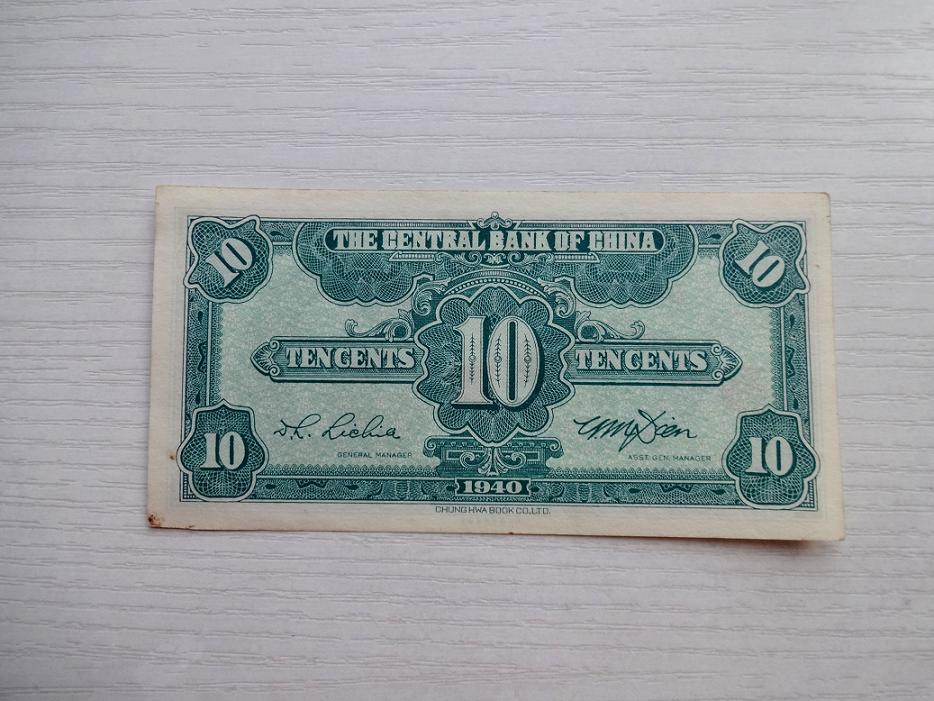 THE CENTRAL BANK OF CHINA
10 10
TEN CENTS 10 TEN CENTS
GENERAL MANAGER ASST. GEN. MANAGER
10 10
1940
CHUNG HWA BOOK CO., LTD.